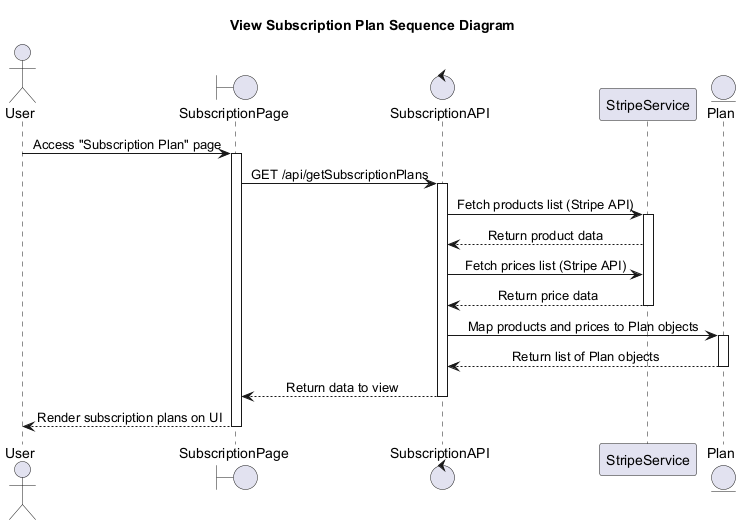 View Subscription Plan Sequence Diagram
User SubscriptionPage SubscriptionAPI StripeService Plan
Access "Subscription Plan" page
GET /api/getSubscriptionPlans
Fetch products list (Stripe API)
Return product data
Fetch prices list (Stripe API)
Return price data
Map products and prices to Plan objects
Return list of Plan objects
Return data to view
Render subscription plans on UI
User SubscriptionPage SubscriptionAPI StripeService Plan